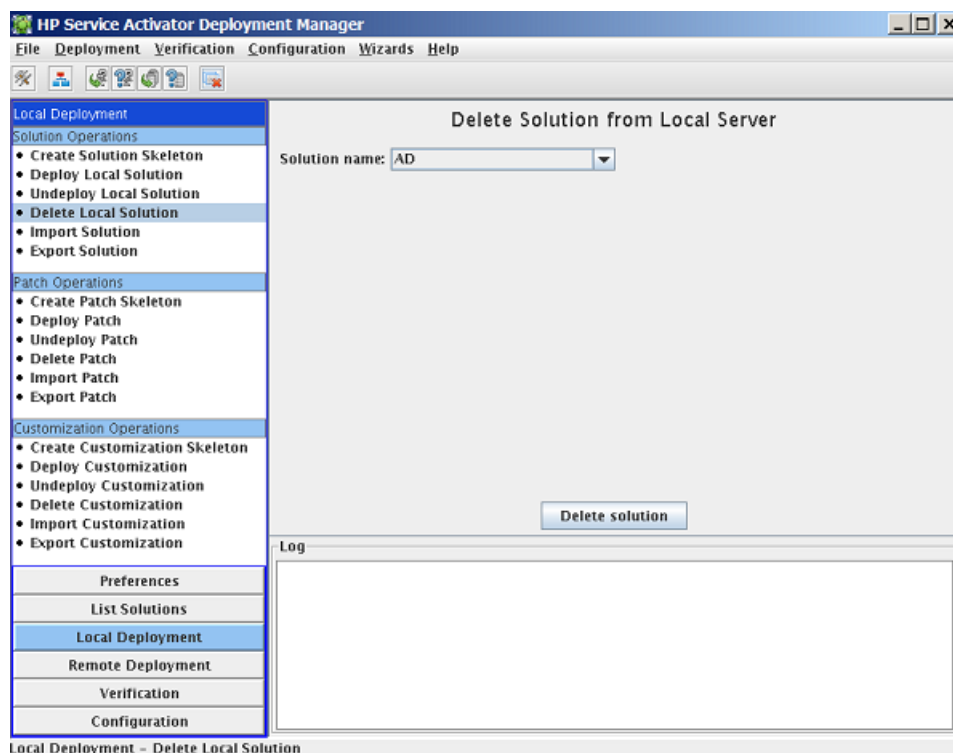 HP Service Activator Deployment Manager
File Deployment Verification Configuration Wizards Help
Local Deployment
Solution Operations
• Create Solution Skeleton
• Deploy Local Solution
• Undeploy Local Solution
• Delete Local Solution
• Import Solution
• Export Solution
Patch Operations
• Create Patch Skeleton
• Deploy Patch
• Undeploy Patch
• Delete Patch
• Import Patch
• Export Patch
Customization Operations
• Create Customization Skeleton
• Deploy Customization
• Undeploy Customization
• Delete Customization
• Import Customization
• Export Customization
Preferences
List Solutions
Local Deployment
Remote Deployment
Verification
Configuration
Delete Solution from Local Server
Solution name: AD
Delete solution
Log
Local Deployment - Delete Local Solution